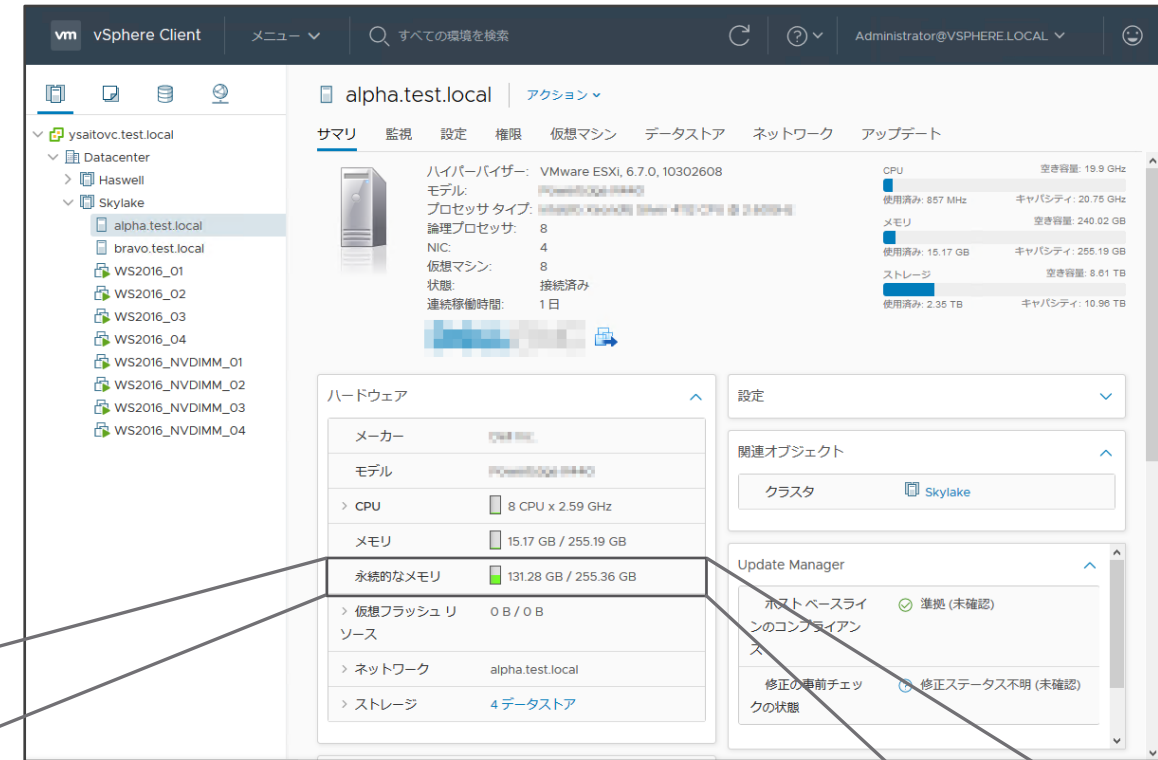 vm vSphere Client メニュー すべての環境を検索 Administrator@VSPHERE.LOCAL
ysaitovc.test.local
Datacenter
Haswell
Skylake
alpha.test.local
bravo.test.local
WS2016_01
WS2016_02
WS2016_03
WS2016_04
WS2016_NVDIMM_01
WS2016_NVDIMM_02
WS2016_NVDIMM_03
WS2016_NVDIMM_04
alpha.test.local アクション
サマリ 監視 設定 権限 仮想マシン データストア ネットワーク アップデート
ハイパーバイザー: VMware ESXi, 6.7.0, 10302608
モデル:
プロセッサ タイプ:
論理プロセッサ: 8
NIC: 4
仮想マシン: 8
状態: 接続済み
連続稼働時間: 1 日
CPU 空き容量: 19.9 GHz
使用済み: 857 MHz キャパシティ: 20.75 GHz
メモリ 空き容量: 240.02 GB
使用済み: 15.17 GB キャパシティ: 255.19 GB
ストレージ 空き容量: 8.61 TB
使用済み: 2.35 TB キャパシティ: 10.96 TB
ハードウェア
メーカー
モデル
CPU 8 CPU x 2.59 GHz
メモリ 15.17 GB / 255.19 GB
永続的なメモリ 131.28 GB / 255.36 GB
仮想フラッシュ リ 0 B / 0 B
ソース
ネットワーク alpha.test.local
ストレージ 4 データストア
設定
関連オブジェクト
クラスタ Skylake
Update Manager
ホスト ベースライ 準拠 (未確認)
ンのコンプライアン
ス
修正の事前チェッ 修正ステータス不明 (未確認)
クの状態